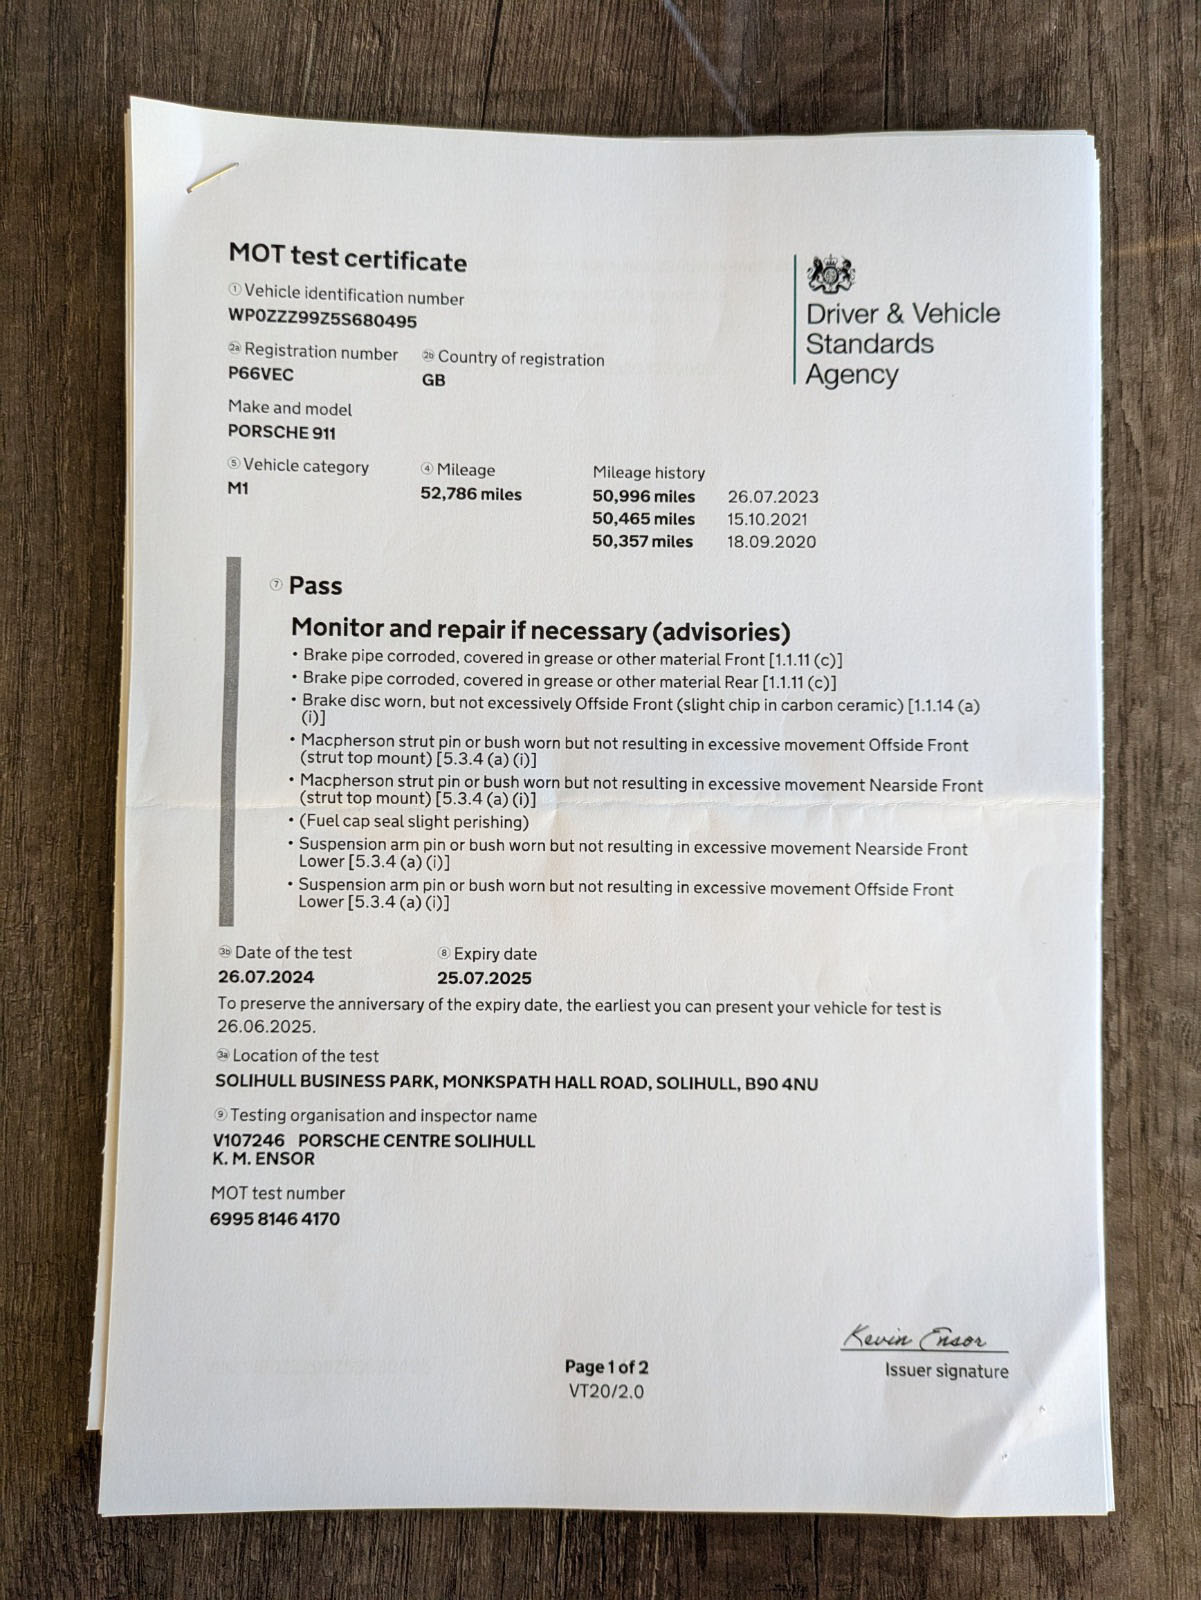 MOT test certificate
① Vehicle identification number
WP0ZZZ99Z5S680495
2a Registration number 2b Country of registration
P66VEC GB
Make and model
PORSCHE 911
⑤ Vehicle category ④ Mileage Mileage history
M1 52,786 miles 50,996 miles 26.07.2023
50,465 miles 15.10.2021
50,357 miles 18.09.2020
Driver & Vehicle
Standards
Agency
⑦ Pass
Monitor and repair if necessary (advisories)
• Brake pipe corroded, covered in grease or other material Front [1.1.11 (c)]
• Brake pipe corroded, covered in grease or other material Rear [1.1.11 (c)]
• Brake disc worn, but not excessively Offside Front (slight chip in carbon ceramic) [1.1.14 (a)
(i)]
• Macpherson strut pin or bush worn but not resulting in excessive movement Offside Front
(strut top mount) [5.3.4 (a) (i)]
• Macpherson strut pin or bush worn but not resulting in excessive movement Nearside Front
(strut top mount) [5.3.4 (a) (i)]
• (Fuel cap seal slight perishing)
• Suspension arm pin or bush worn but not resulting in excessive movement Nearside Front
Lower [5.3.4 (a) (i)]
• Suspension arm pin or bush worn but not resulting in excessive movement Offside Front
Lower [5.3.4 (a) (i)]
3b Date of the test ⑧ Expiry date
26.07.2024 25.07.2025
To preserve the anniversary of the expiry date, the earliest you can present your vehicle for test is
26.06.2025.
3a Location of the test
SOLIHULL BUSINESS PARK, MONKSPATH HALL ROAD, SOLIHULL, B90 4NU
⑨ Testing organisation and inspector name
V107246 PORSCHE CENTRE SOLIHULL
K. M. ENSOR
MOT test number
6995 8146 4170
Kevin Ensor
Issuer signature
Page 1 of 2
VT20/2.0